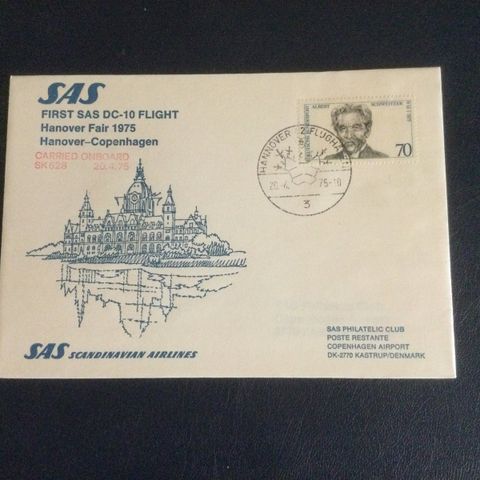 SAS
FIRST SAS DC-10 FLIGHT
Hanover Fair 1975
Hanover–Copenhagen
CARRIED ONBOARD
SK628 20.4.75
ALBERT SCHWEITZER
70
HANNOVER
20.4. 75-10
3
SAS SCANDINAVIAN AIRLINES
SAS PHILATELIC CLUB
POSTE RESTANTE
COPENHAGEN AIRPORT
DK-2770 KASTRUP/DENMARK